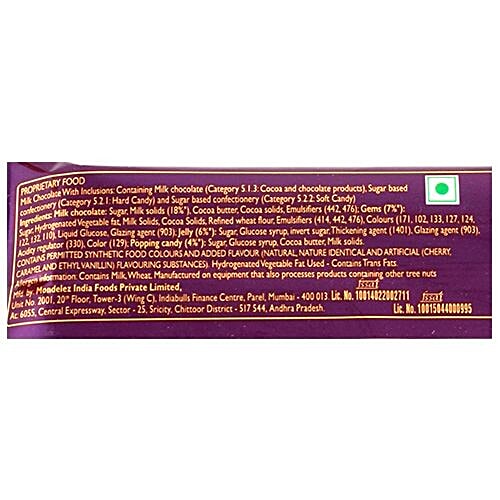 PROPRIETARY FOOD
Milk Chocolate With Inclusions: Containing Milk chocolate (Category 5.1.3: Cocoa and chocolate products), Sugar based
confectionery (Category 5.2.1: Hard Candy) and Sugar based confectionery (Category 5.2.2: Soft Candy)
Ingredients: Milk chocolate: Sugar, Milk solids (18%*), Cocoa butter, Cocoa solids, Emulsifiers (442, 476); Gems (7%*):
Sugar, Hydrogenated Vegetable fat, Milk Solids, Cocoa Solids, Refined wheat flour, Emulsifiers (414, 442, 476), Colours (171, 102, 133, 127, 124,
122, 132, 110), Liquid Glucose, Glazing agent (903); Jelly (6%*): Sugar, Glucose syrup, invert sugar, Thickening agent (1401), Glazing agent (903),
Acidity regulator (330), Color (129); Popping candy (4%*): Sugar, Glucose syrup, Cocoa butter, Milk solids.
CONTAINS PERMITTED SYNTHETIC FOOD COLOURS AND ADDED FLAVOUR (NATURAL, NATURE IDENTICAL AND ARTIFICIAL (CHERRY,
CARAMEL AND ETHYL VANILLIN) FLAVOURING SUBSTANCES). Hydrogenated Vegetable Fat Used - Contains Trans Fats.
Allergen information: Contains Milk, Wheat. Manufactured on equipment that also processes products containing other tree nuts
Mfd. by. Mondelez India Foods Private Limited,
fssai
Unit No. 2001, 20th Floor, Tower-3 (Wing C), Indiabulls Finance Centre, Parel, Mumbai - 400 013. Lic. No. 10014022002711
fssai
At: 6055, Central Expressway, Sector - 25, Sricity, Chittoor District - 517 544, Andhra Pradesh.
Lic. No. 10015044000995